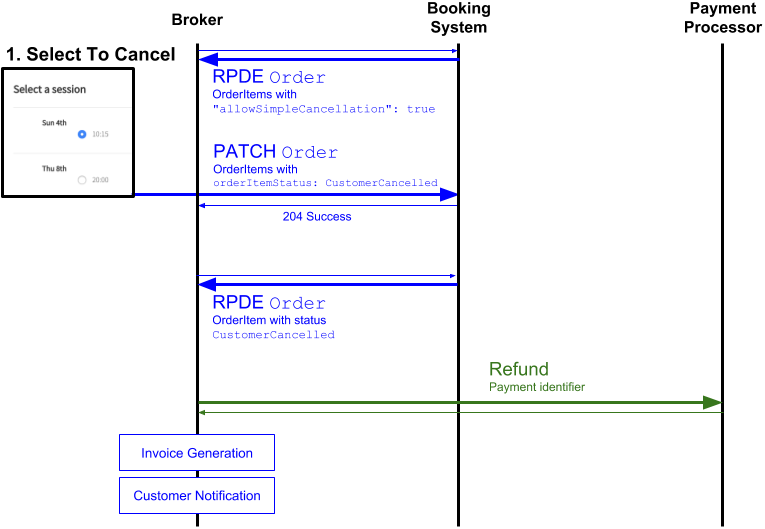 Broker
Booking
System
Payment
Processor
1. Select To Cancel
Select a session
Sun 4th
10:15
Thu 8th
20:00
RPDE Order
OrderItems with
"allowSimpleCancellation": true
PATCH Order
OrderItems with
orderItemStatus: CustomerCancelled
204 Success
RPDE Order
OrderItem with status
CustomerCancelled
Refund
Payment identifier
Invoice Generation
Customer Notification